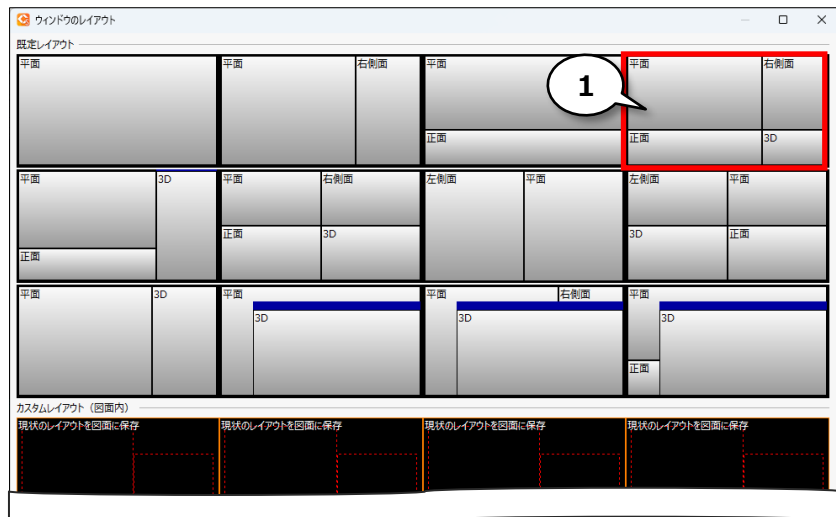 ウィンドウのレイアウト
既定レイアウト
平面
平面 右側面
平面
正面
平面 右側面
正面 3D
1
平面 3D
正面
平面 右側面
正面 3D
左側面 平面
左側面 平面
3D 正面
平面 3D
平面
3D
平面 右側面
3D
平面
3D
正面
カスタムレイアウト（図面内）
現状のレイアウトを図面に保存 現状のレイアウトを図面に保存 現状のレイアウトを図面に保存 現状のレイアウトを図面に保存